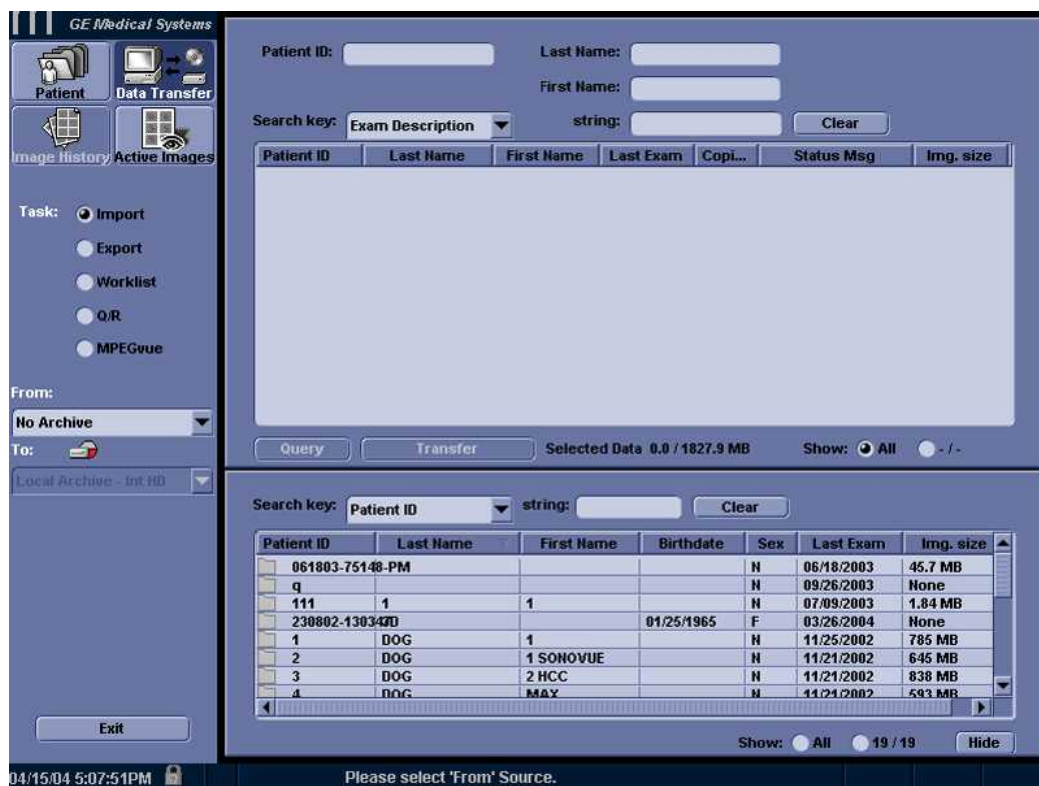 GE Medical Systems
Patient
Data Transfer
Image History
Active Images
Task:
Import
Export
Worklist
Q/R
MPEGvue
From:
No Archive
To:
Local Archive - Int HD
Exit
Patient ID:
Last Name:
First Name:
Search key: Exam Description string: Clear
Patient ID Last Name First Name Last Exam Copi... Status Msg Img. size
Query Transfer Selected Data 0.0 / 1827.9 MB Show: All - / -
Search key: Patient ID string: Clear
Patient ID Last Name First Name Birthdate Sex Last Exam Img. size
061803-75148-PM N 06/18/2003 45.7 MB
q N 09/26/2003 None
111 1 1 N 07/09/2003 1.84 MB
01/25/1965 F 03/26/2004 None
1 DOG 1 N 11/25/2002 785 MB
2 DOG 1 SONOVUE N 11/21/2002 645 MB
3 DOG 2 HCC N 11/21/2002 838 MB
4 DOG MAX N 11/21/2002 593 MB
Show: All 19 / 19 Hide
04/15/04 5:07:51PM Please select 'From' Source.